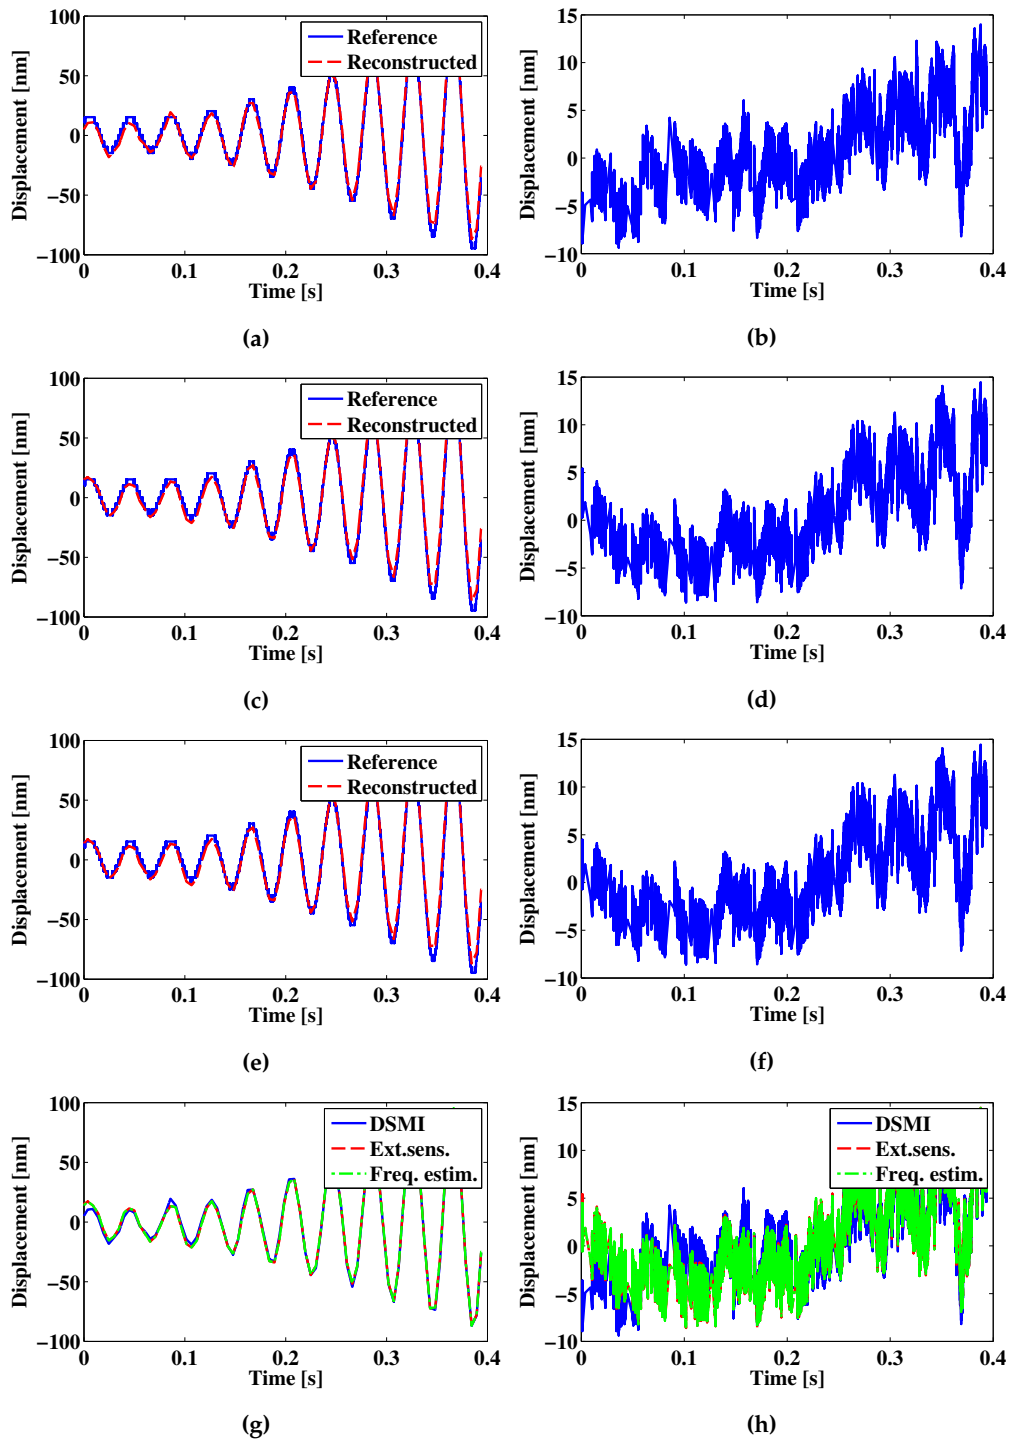 100
50
0
−50
−100
Displacement [nm]
Reference
Reconstructed
0 0.1 0.2 0.3 0.4
Time [s]
(a)
15
10
5
0
−5
−10
Displacement [nm]
0 0.1 0.2 0.3 0.4
Time [s]
(b)
100
50
0
−50
−100
Displacement [nm]
Reference
Reconstructed
0 0.1 0.2 0.3 0.4
Time [s]
(c)
15
10
5
0
−5
−10
Displacement [nm]
0 0.1 0.2 0.3 0.4
Time [s]
(d)
100
50
0
−50
−100
Displacement [nm]
Reference
Reconstructed
0 0.1 0.2 0.3 0.4
Time [s]
(e)
15
10
5
0
−5
−10
Displacement [nm]
0 0.1 0.2 0.3 0.4
Time [s]
(f)
100
50
0
−50
−100
Displacement [nm]
DSMI
Ext.sens.
Freq. estim.
0 0.1 0.2 0.3 0.4
Time [s]
(g)
15
10
5
0
−5
−10
Displacement [nm]
DSMI
Ext.sens.
Freq. estim.
0 0.1 0.2 0.3 0.4
Time [s]
(h)